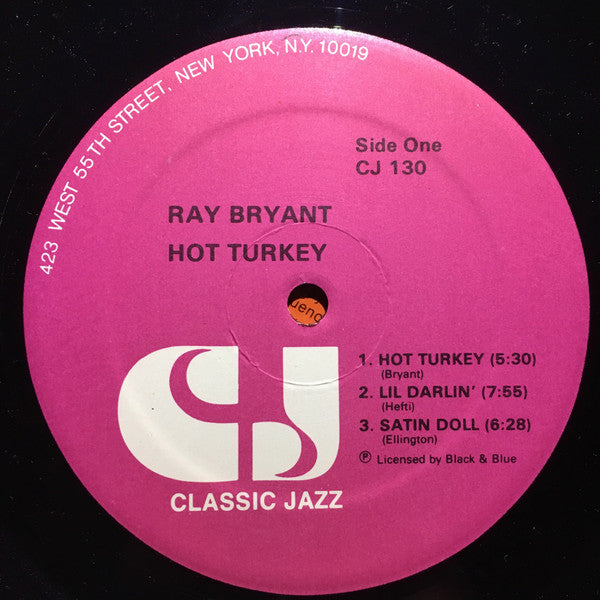 423 WEST 55TH STREET, NEW YORK, N.Y. 10019
Side One
CJ 130
RAY BRYANT
HOT TURKEY
1. HOT TURKEY (5:30)
(Bryant)
2. LIL DARLIN' (7:55)
(Hefti)
3. SATIN DOLL (6:28)
(Ellington)
Ⓟ Licensed by Black & Blue
CJ
CLASSIC JAZZ